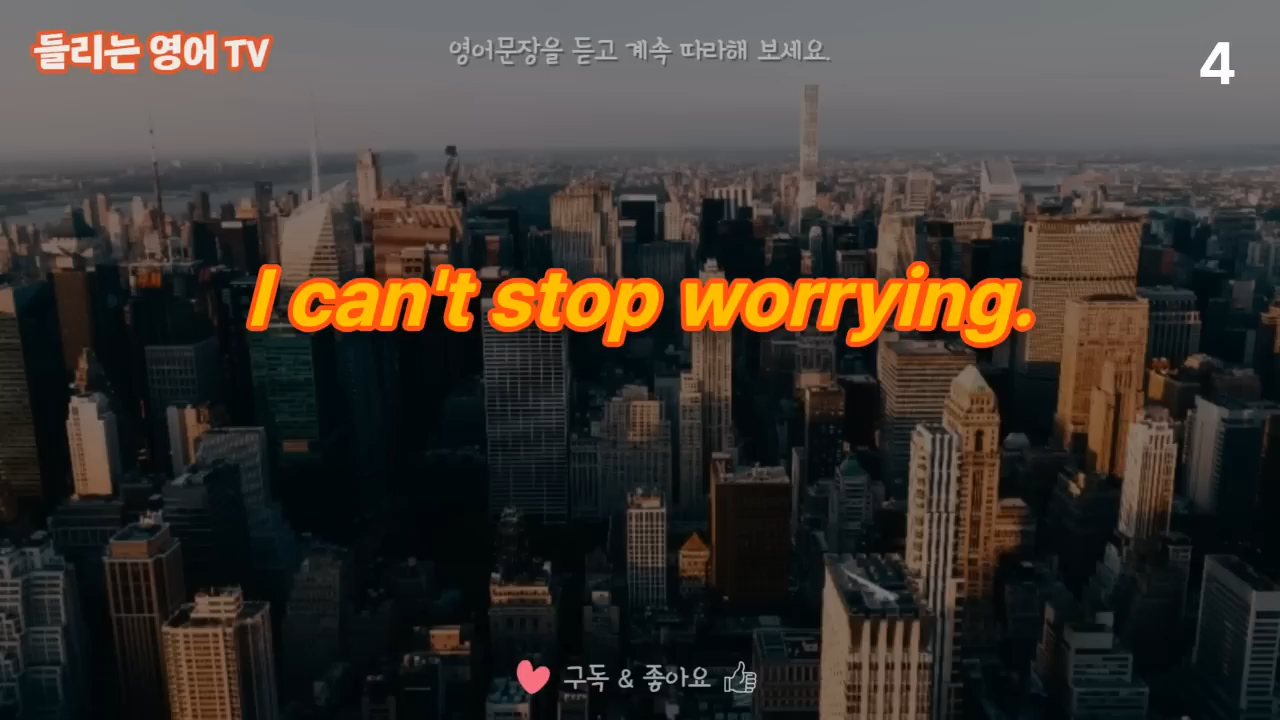 들리는 영어 TV
영어문장을 듣고 계속 따라해 보세요.
4
I can't stop worrying.
구독 & 좋아요